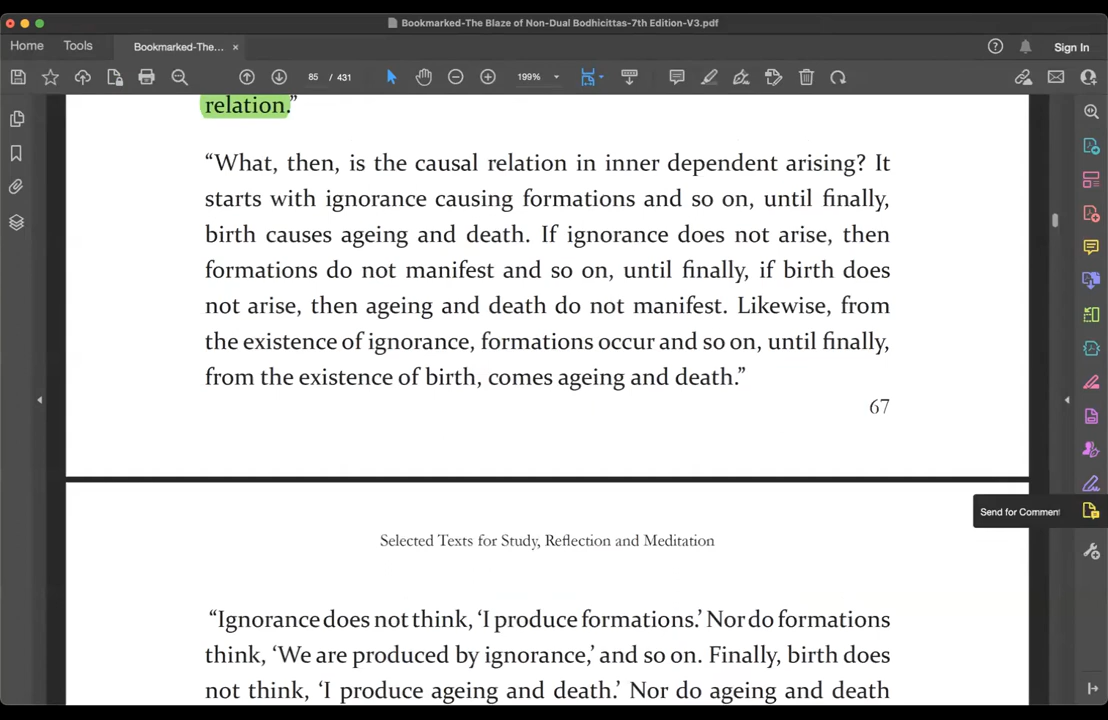 Bookmarked-The Blaze of Non-Dual Bodhicittas-7th Edition-V3.pdf
Home Tools Bookmarked-The... × Sign In
85 / 431 199%
relation.”
“What, then, is the causal relation in inner dependent arising? It
starts with ignorance causing formations and so on, until finally,
birth causes ageing and death. If ignorance does not arise, then
formations do not manifest and so on, until finally, if birth does
not arise, then ageing and death do not manifest. Likewise, from
the existence of ignorance, formations occur and so on, until finally,
from the existence of birth, comes ageing and death.”
67
Send for Comment
Selected Texts for Study, Reflection and Meditation
“Ignorance does not think, ‘I produce formations.’ Nor do formations
think, ‘We are produced by ignorance,’ and so on. Finally, birth does
not think, ‘I produce ageing and death.’ Nor do ageing and death